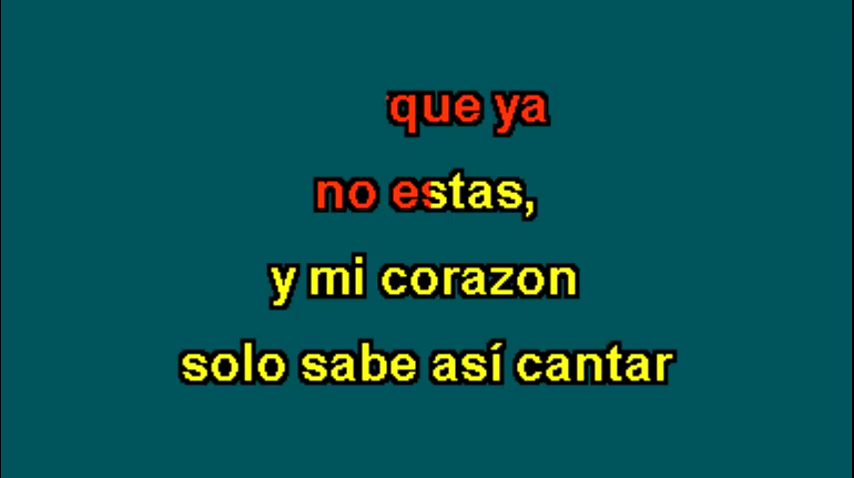 que ya
no estas,
y mi corazon
solo sabe así cantar